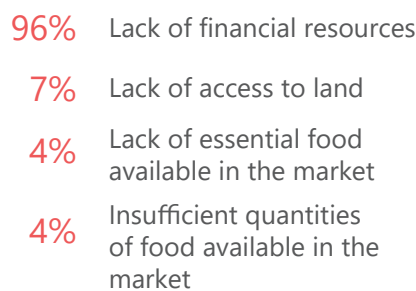 96% Lack of financial resources
7% Lack of access to land
4% Lack of essential food
available in the market
4% Insufficient quantities
of food available in the
market